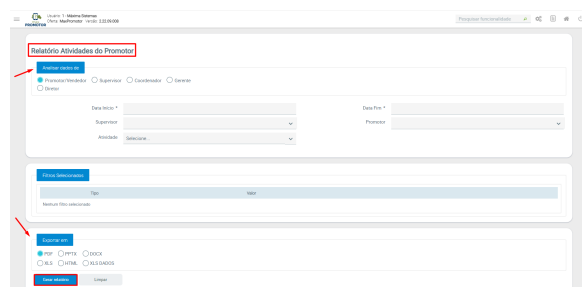 Usuário: 1 - Máxima Sistemas
Oferta: MaxPromotor Versão: 3.22.09.008
PROMOTOR
Pesquisar funcionalidade
Relatório Atividades do Promotor
Analisar dados de
Promotor/Vendedor Supervisor Coordenador Gerente
Diretor
Data Início * Data Fim *
Supervisor Promotor
Atividade Selecione...
Filtros Selecionados
Tipo Valor
Nenhum filtro selecionado
Exportar em
PDF PPTX DOCX
XLS HTML XLS DADOS
Gerar relatório Limpar